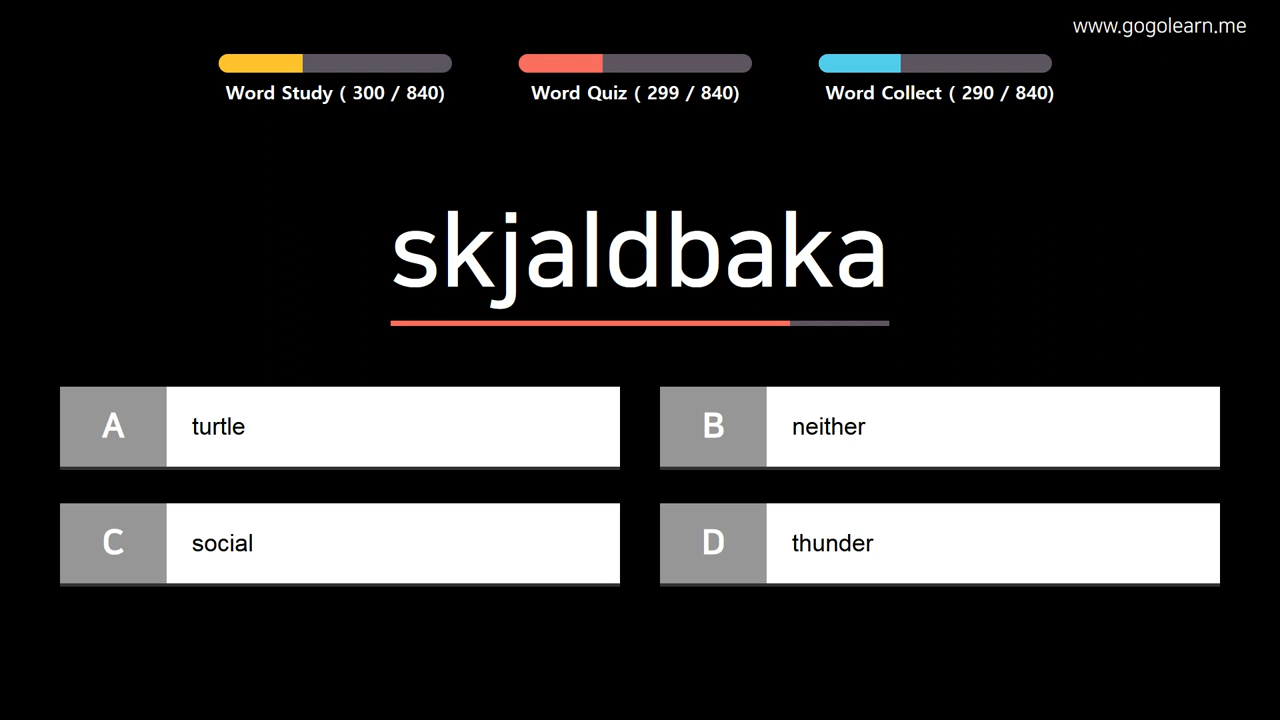 www.gogolearn.me
Word Study ( 300 / 840)
Word Quiz ( 299 / 840)
Word Collect ( 290 / 840)
skjaldbaka
A turtle
B neither
C social
D thunder